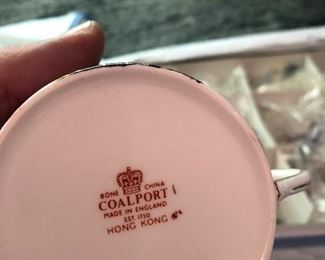 BONE CHINA
COALPORT
MADE IN ENGLAND
EST. 1750
HONG KONG